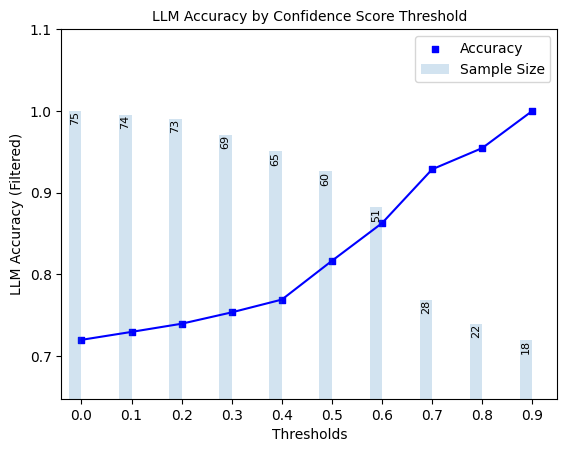 LLM Accuracy by Confidence Score Threshold
1.1
1.0
0.9
0.8
0.7
LLM Accuracy (Filtered)
Accuracy
Sample Size
75
74
73
69
65
60
51
28
22
18
0.0 0.1 0.2 0.3 0.4 0.5 0.6 0.7 0.8 0.9
Thresholds